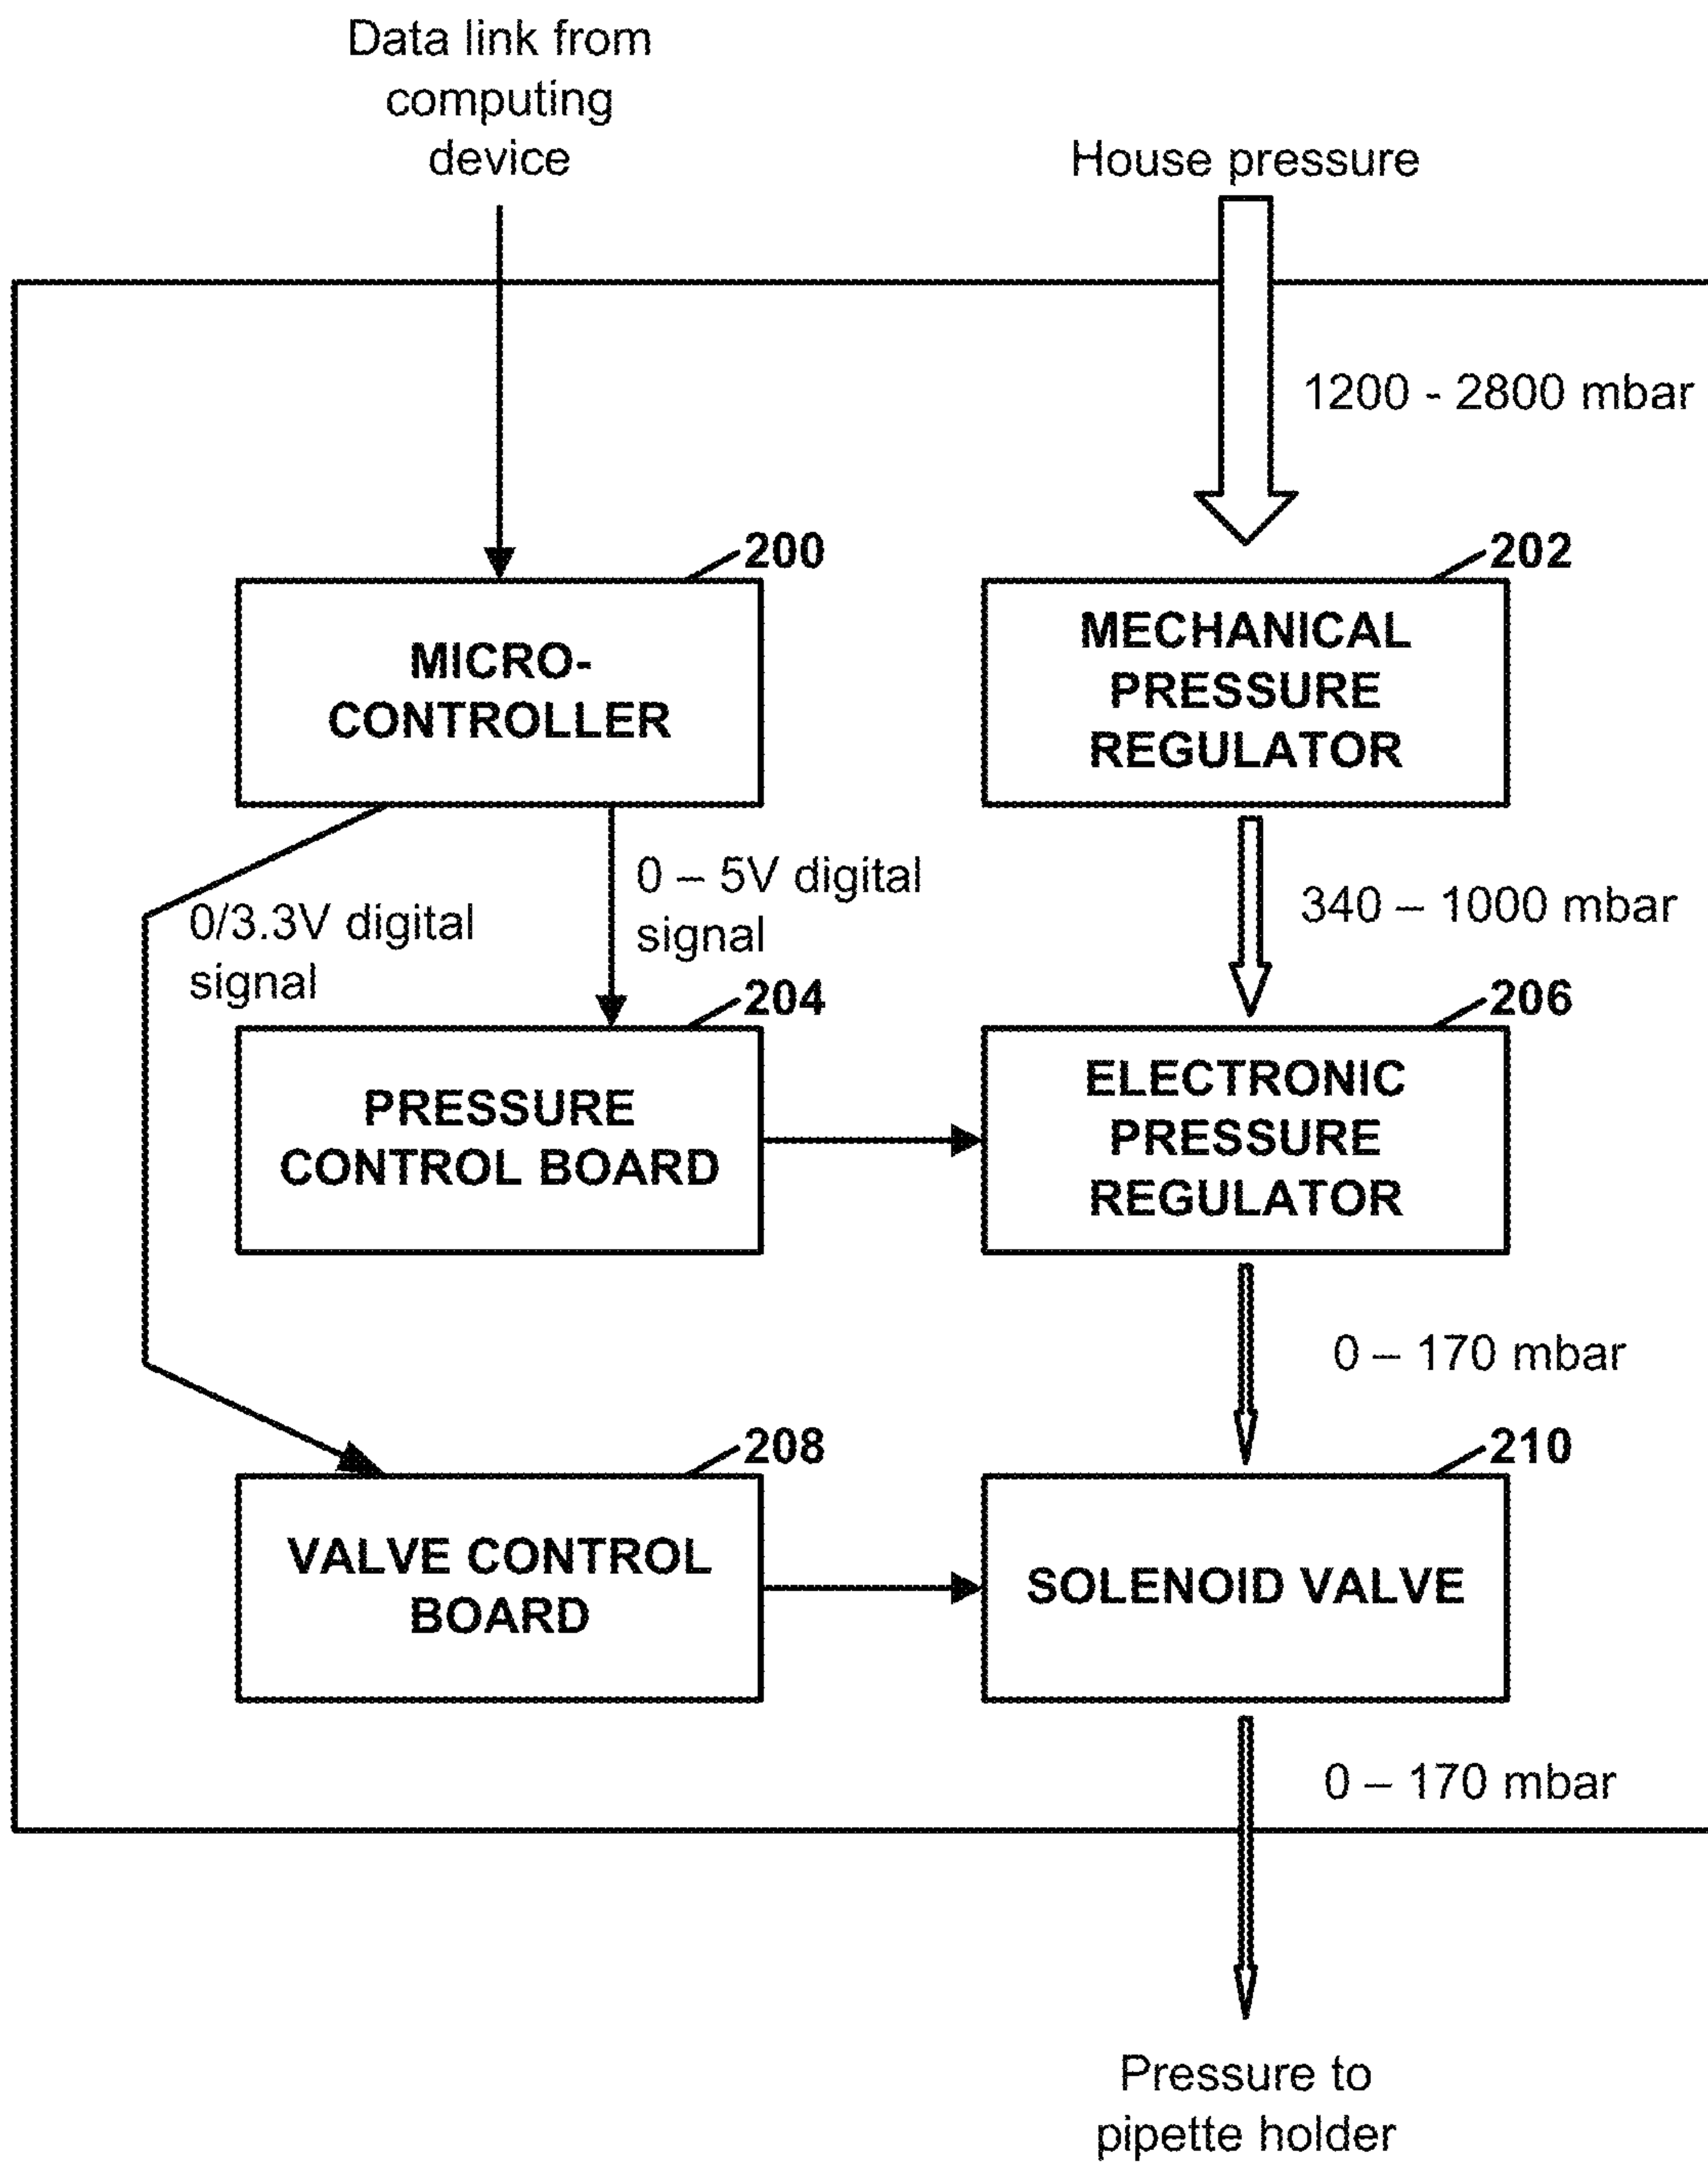 Data link from
computing
device
House pressure
1200 - 2800 mbar
200
202
MICRO-
CONTROLLER
MECHANICAL
PRESSURE
REGULATOR
0 – 5V digital
signal
0/3.3V digital
signal
340 – 1000 mbar
204
206
PRESSURE
CONTROL BOARD
ELECTRONIC
PRESSURE
REGULATOR
0 – 170 mbar
208
210
VALVE CONTROL
BOARD
SOLENOID VALVE
0 – 170 mbar
Pressure to
pipette holder